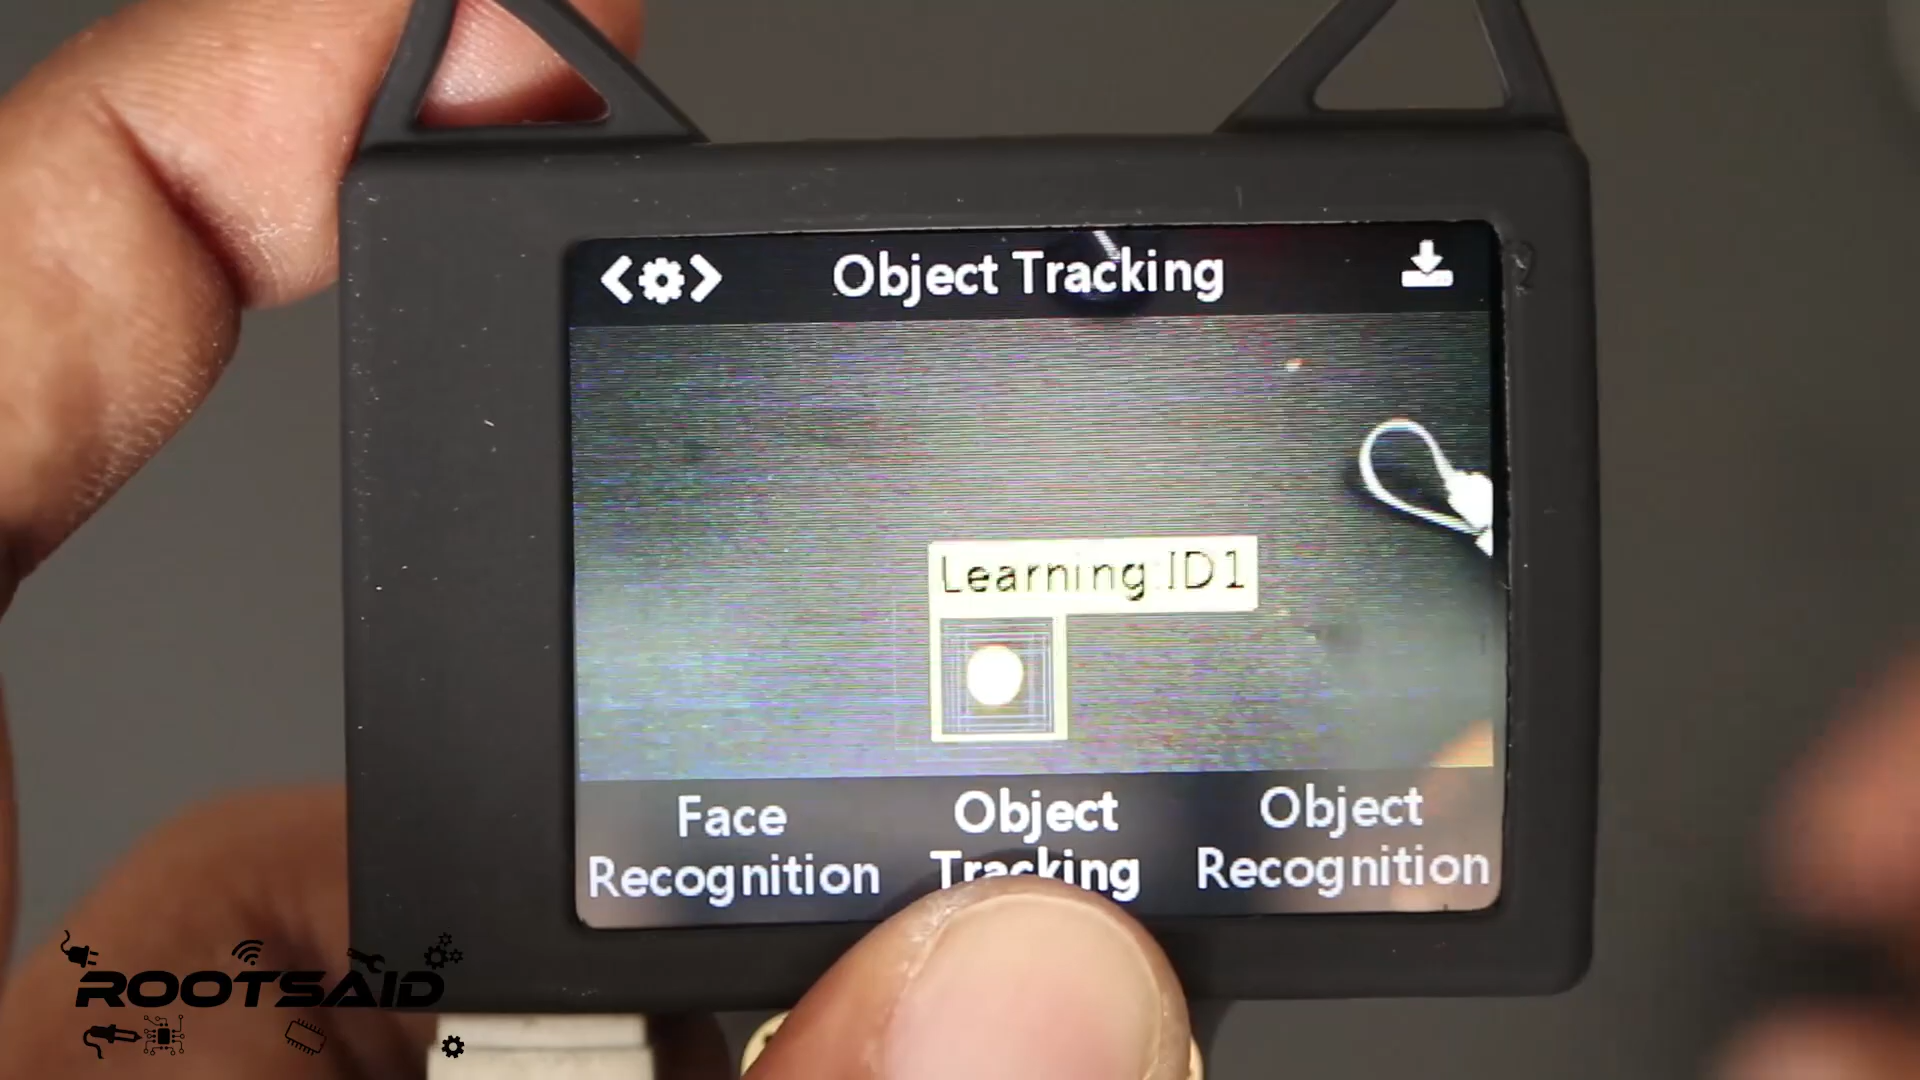 Object Tracking
Learning:ID1
Face
Recognition
Object
Tracking
Object
Recognition
ROOTSAID